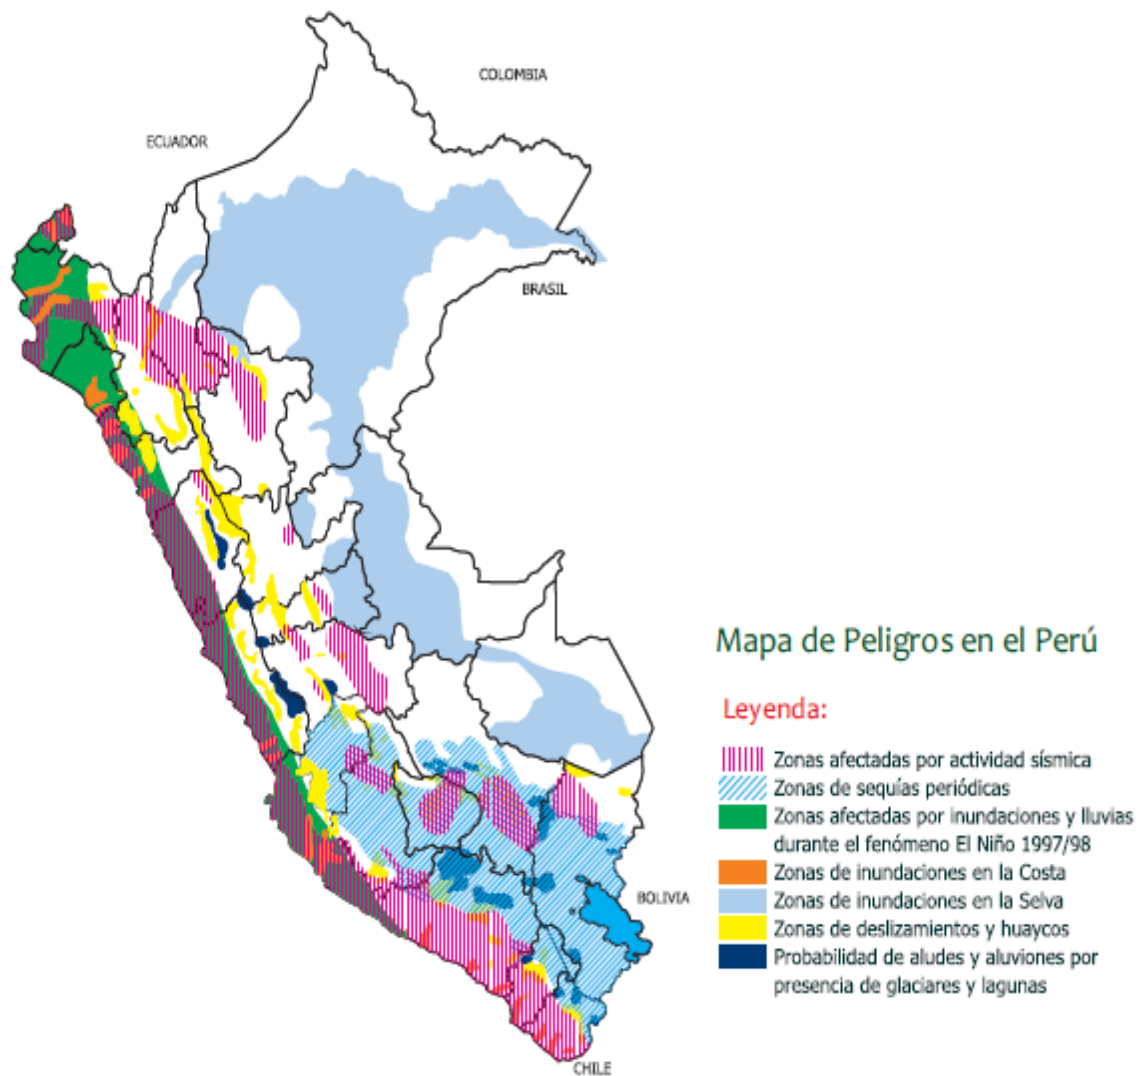 COLOMBIA
ECUADOR
BRASIL
Mapa de Peligros en el Perú
Leyenda:
Zonas afectadas por actividad sísmica
Zonas de sequías periódicas
Zonas afectadas por inundaciones y lluvias
durante el fenómeno El Niño 1997/98
Zonas de inundaciones en la Costa
BOLIVIA
Zonas de inundaciones en la Selva
Zonas de deslizamientos y huaycos
Probabilidad de aludes y aluviones por
presencia de glaciares y lagunas
CHILE